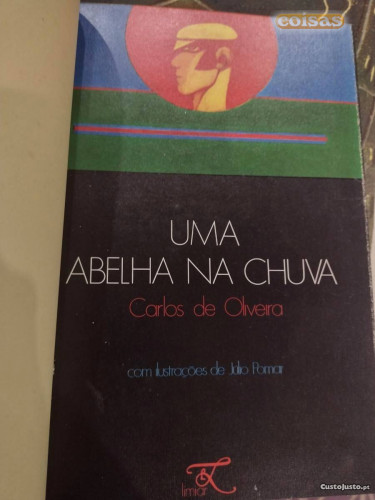 coisas
UMA
ABELHA NA CHUVA
Carlos de Oliveira
com ilustrações de Júlio Pomar
limiar
CustoJusto.pt